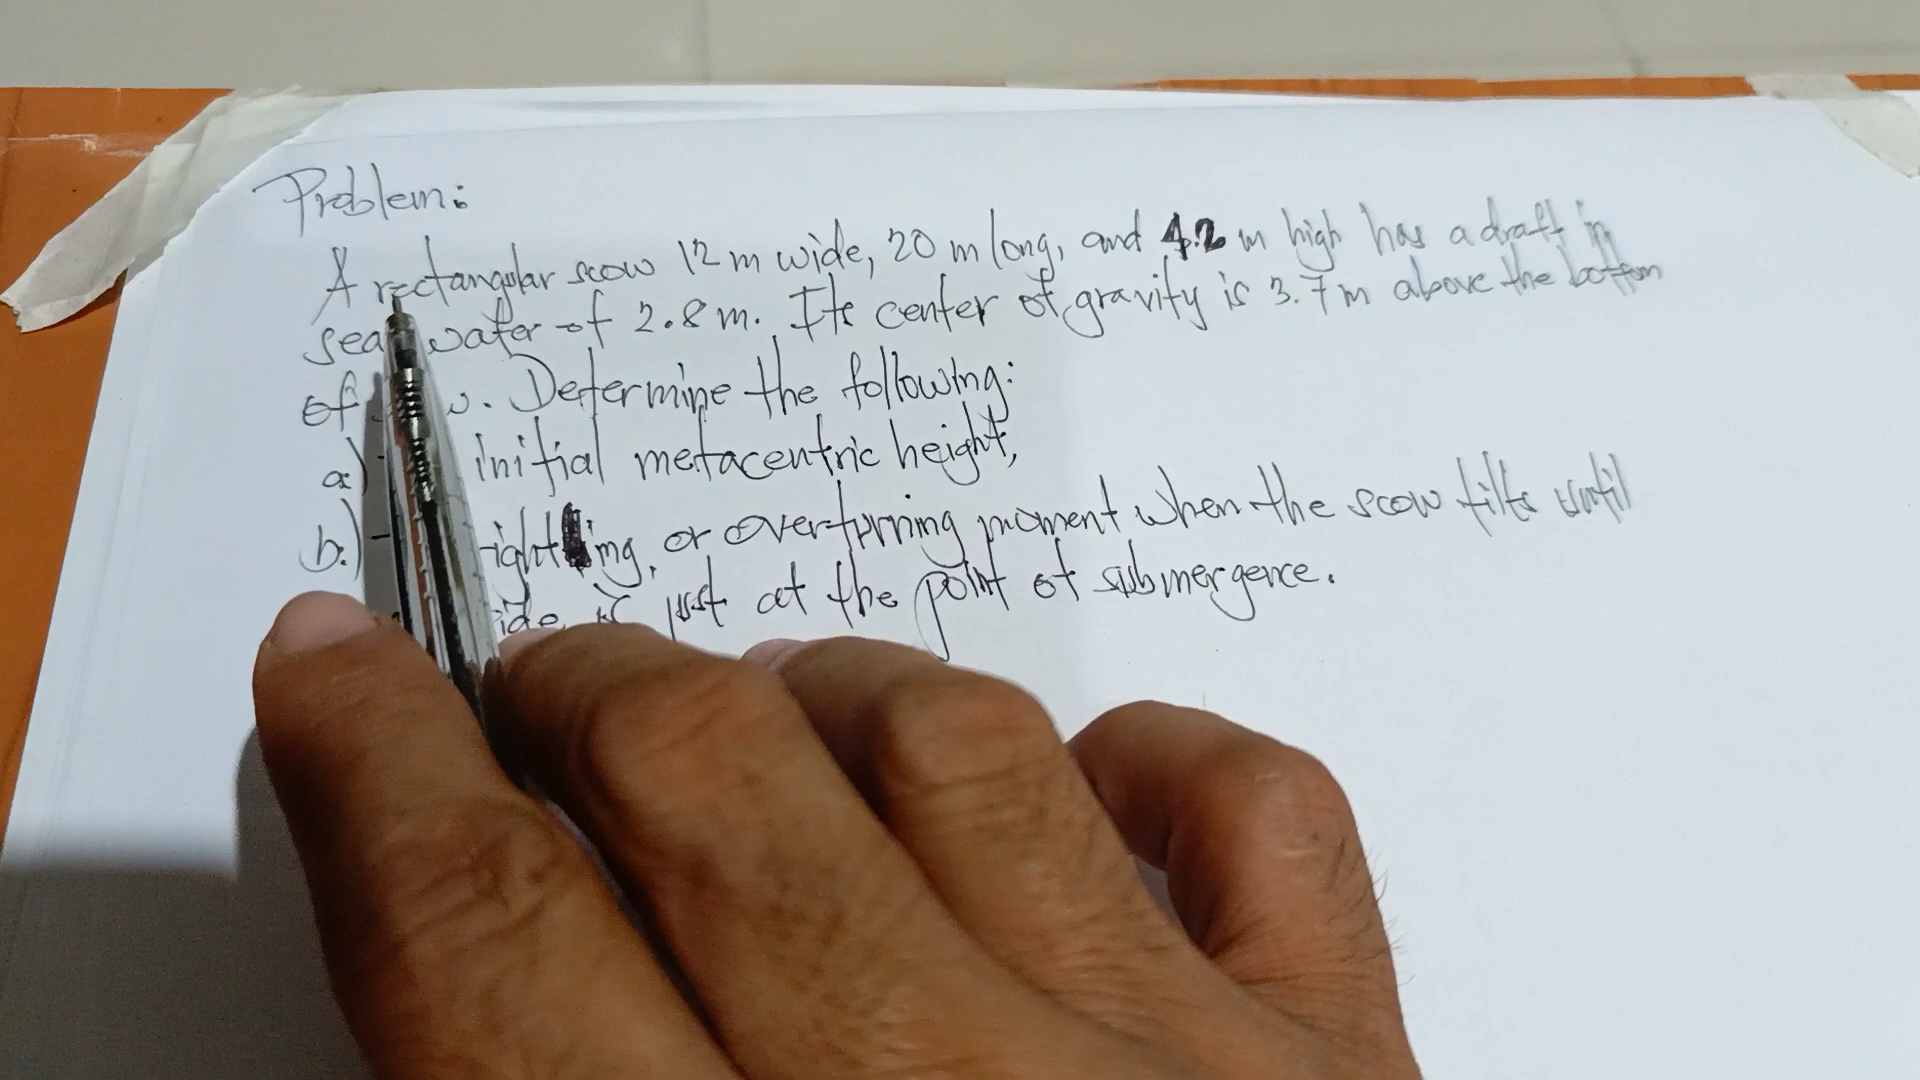 Problem:
A rectangular scow 12 m wide, 20 m long, and 4.2 m high has a draft in
sea water of 2.8 m. Its center of gravity is 3.7 m above the bottom
of. Determine the following:
a) initial metacentric height,
b.) or overturning moment when the scow tilts until
is just at the point of submergence.